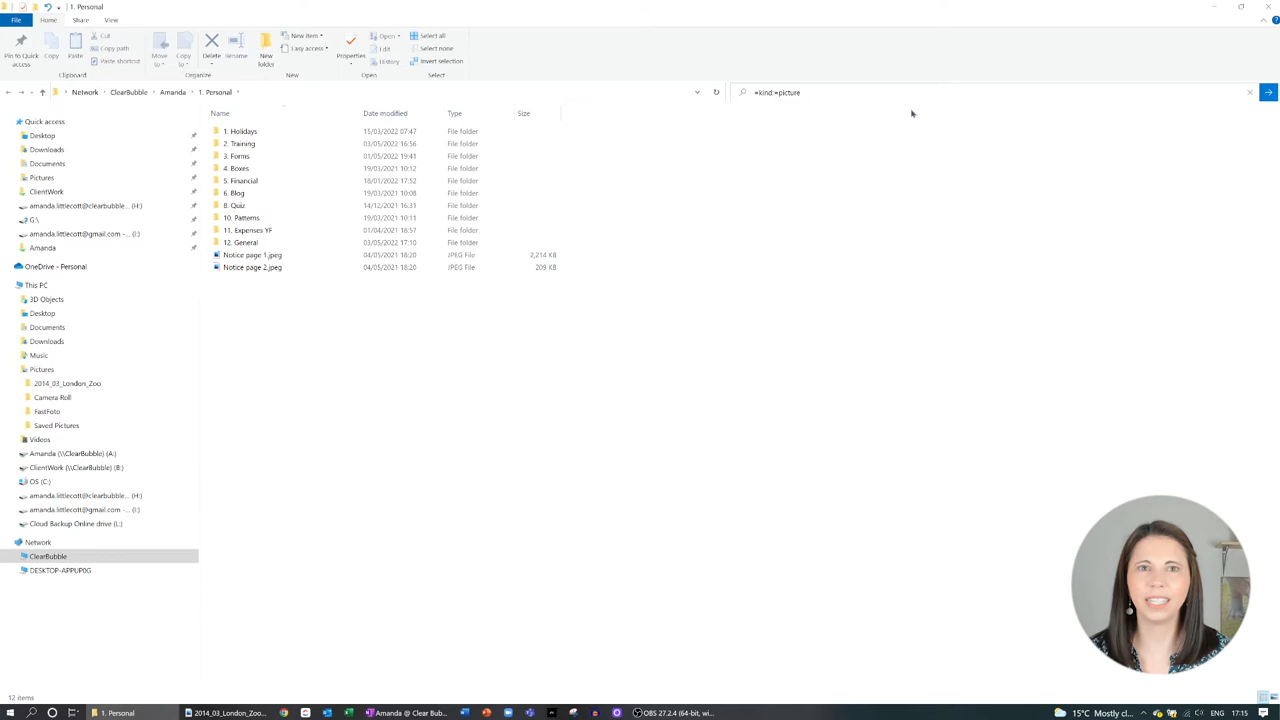 1. Personal
File
Home
Share
View
Pin to Quick access
Copy
Paste
Cut
Copy path
Paste shortcut
Clipboard
Move to
Copy to
Delete
Rename
Organize
New folder
New item
Easy access
New
Properties
Open
Edit
History
Open
Select all
Select none
Invert selection
Select
Network > ClearBubble > Amanda > 1. Personal >
=kind:=picture
Name Date modified Type Size
1. Holidays 15/03/2022 07:47 File folder
2. Training 03/05/2022 16:56 File folder
3. Forms 01/05/2022 19:41 File folder
4. Boxes 19/03/2021 10:12 File folder
5. Financial 18/01/2022 17:52 File folder
6. Blog 19/03/2021 10:08 File folder
8. Quiz 14/12/2021 16:31 File folder
10. Patterns 19/03/2021 10:11 File folder
11. Expenses YF 01/04/2021 18:57 File folder
12. General 03/05/2022 17:10 File folder
Notice page 1.jpeg 04/05/2021 18:20 JPEG File 2,214 KB
Notice page 2.jpeg 04/05/2021 18:20 JPEG File 209 KB
Quick access
Desktop
Downloads
Documents
Pictures
ClientWork
amanda.littlecott@clearbubble... (H:)
G:\
amanda.littlecott@gmail.com -... (I:)
Amanda
OneDrive - Personal
This PC
3D Objects
Desktop
Documents
Downloads
Music
Pictures
2014_03_London_Zoo
Camera Roll
FastFoto
Saved Pictures
Videos
Amanda (\\ClearBubble) (A:)
ClientWork (\\ClearBubble) (B:)
OS (C:)
amanda.littlecott@clearbubble... (H:)
amanda.littlecott@gmail.com -... (I:)
Cloud Backup Online drive (L:)
Network
ClearBubble
DESKTOP-APPUP0G
12 items
1. Personal
2014_03_London_Zo...
Amanda @ Clear Bub...
OBS 27.2.4 (64-bit, wi...
15°C Mostly cl...
ENG
17:15